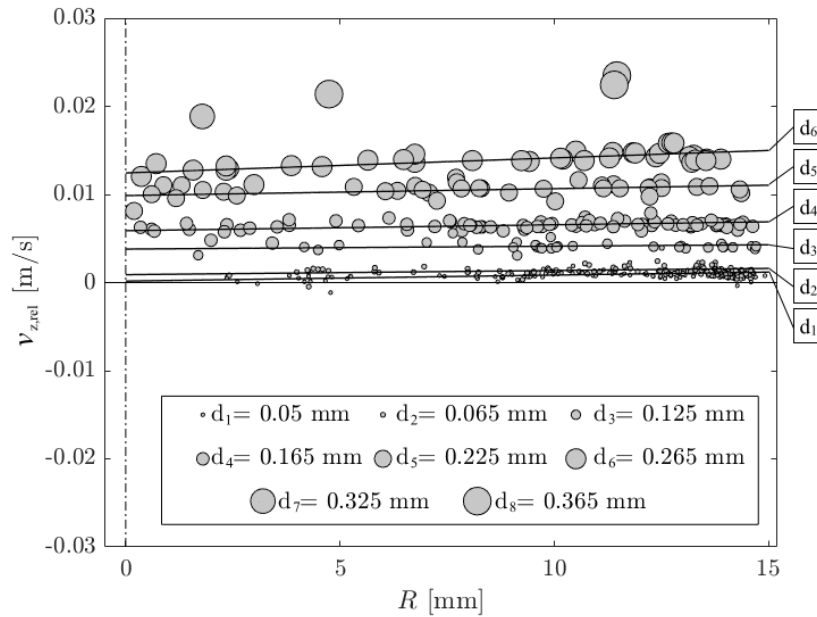 0.03
0.02
0.01
0
-0.01
-0.02
-0.03
v_z,rel [m/s]
d₆
d₅
d₄
d₃
d₂
d₁
d₁= 0.05 mm d₂= 0.065 mm d₃= 0.125 mm
d₄= 0.165 mm d₅= 0.225 mm d₆= 0.265 mm
d₇= 0.325 mm d₈= 0.365 mm
0 5 10 15
R [mm]